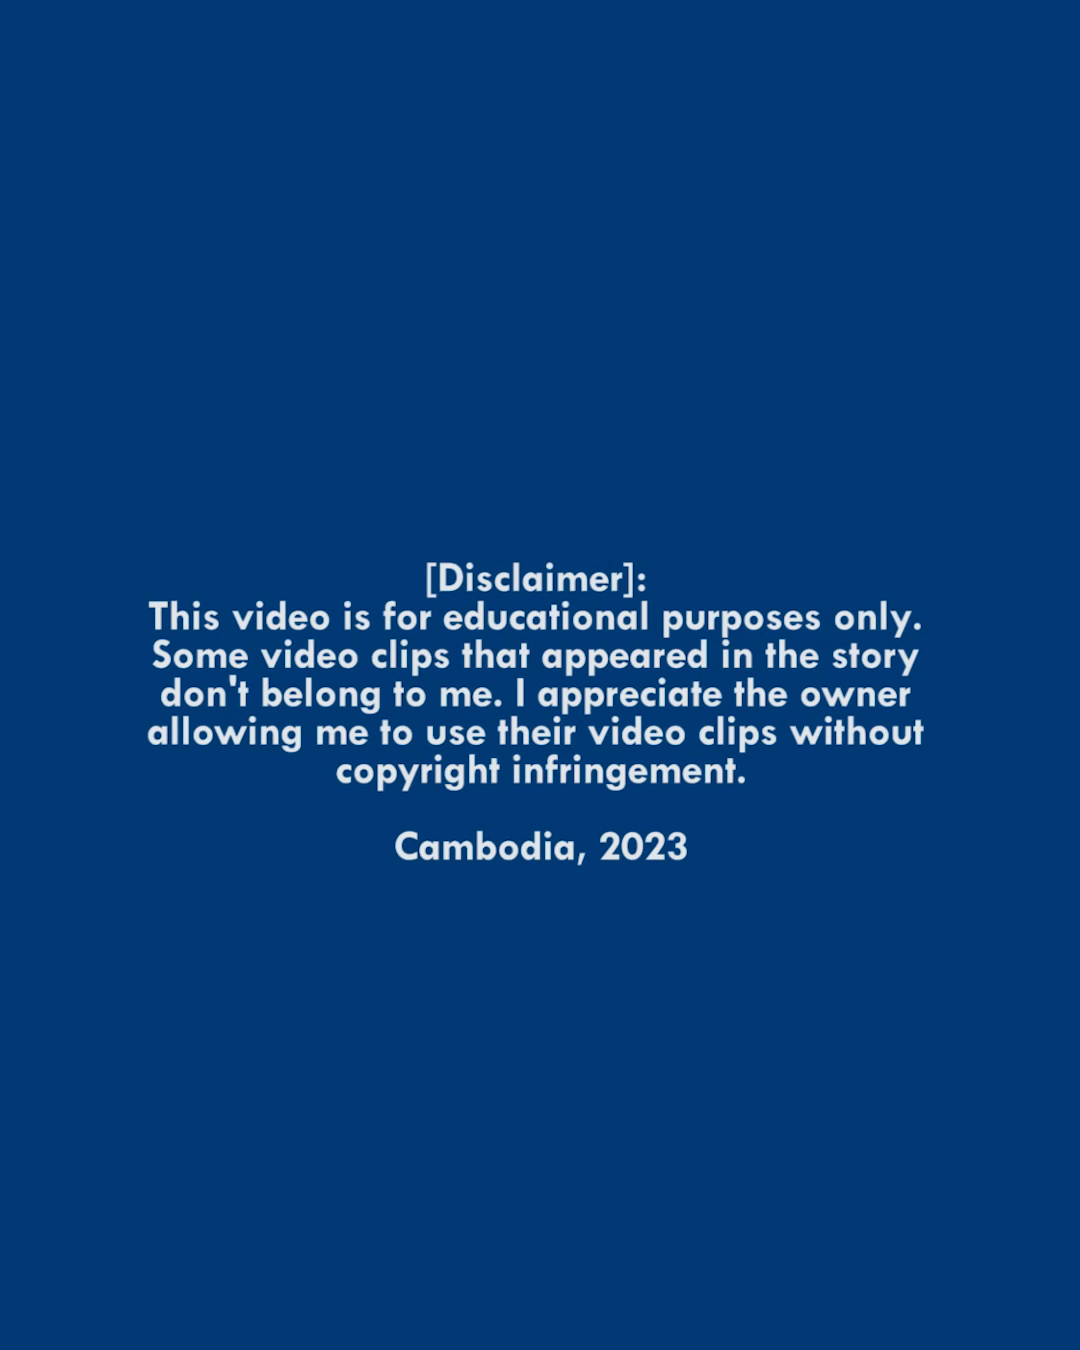 [Disclaimer]:
This video is for educational purposes only.
Some video clips that appeared in the story
don't belong to me. I appreciate the owner
allowing me to use their video clips without
copyright infringement.
Cambodia, 2023